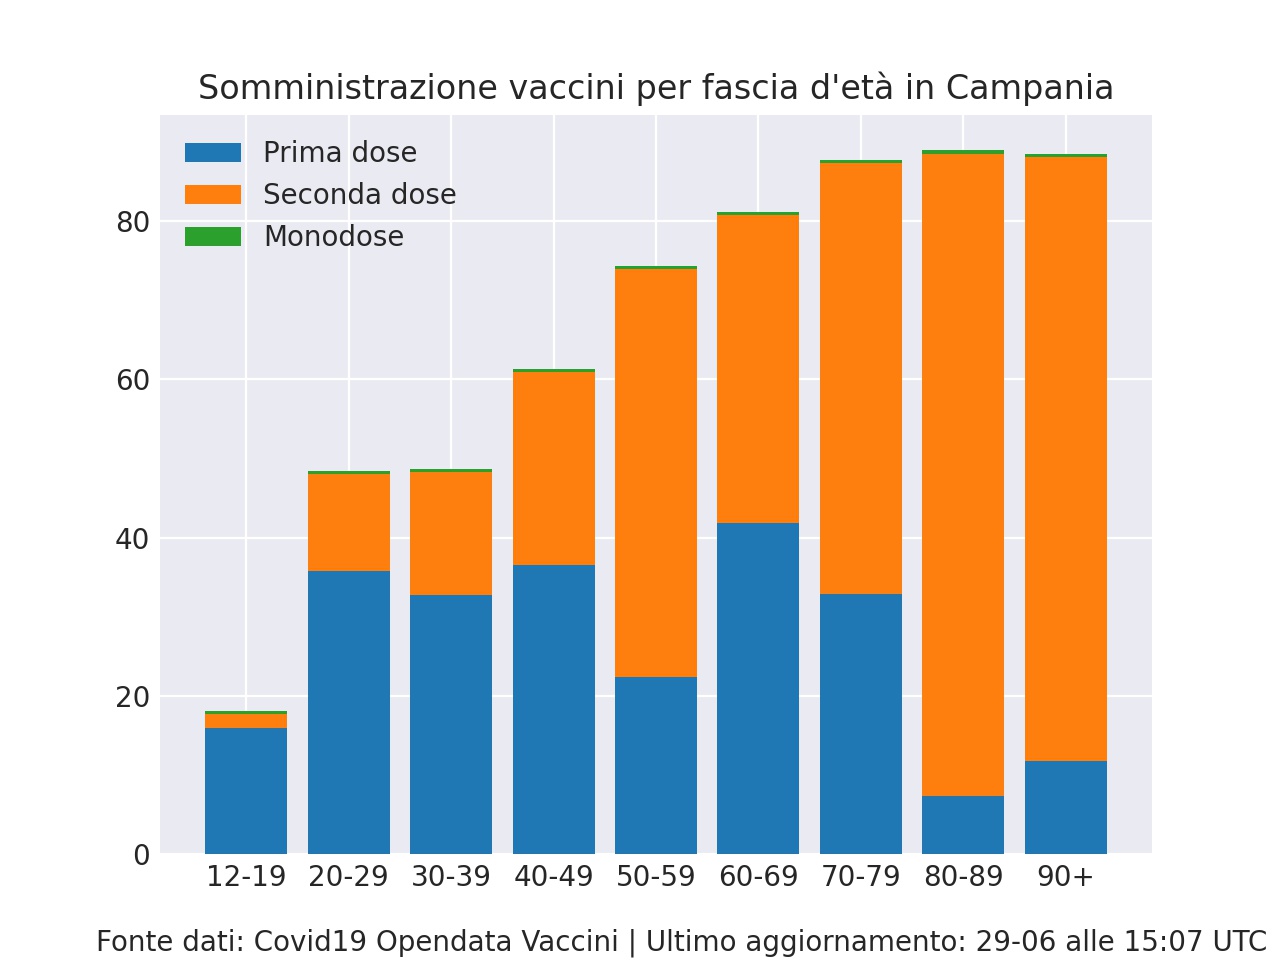 Somministrazione vaccini per fascia d'età in Campania
Prima dose
Seconda dose
Monodose
80
60
40
20
0
12-19 20-29 30-39 40-49 50-59 60-69 70-79 80-89 90+
Fonte dati: Covid19 Opendata Vaccini | Ultimo aggiornamento: 29-06 alle 15:07 UTC